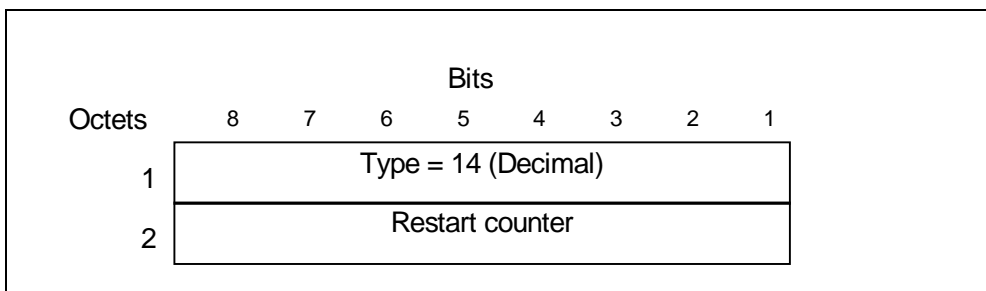 Bits
Octets 8 7 6 5 4 3 2 1
1 Type = 14 (Decimal)
2 Restart counter